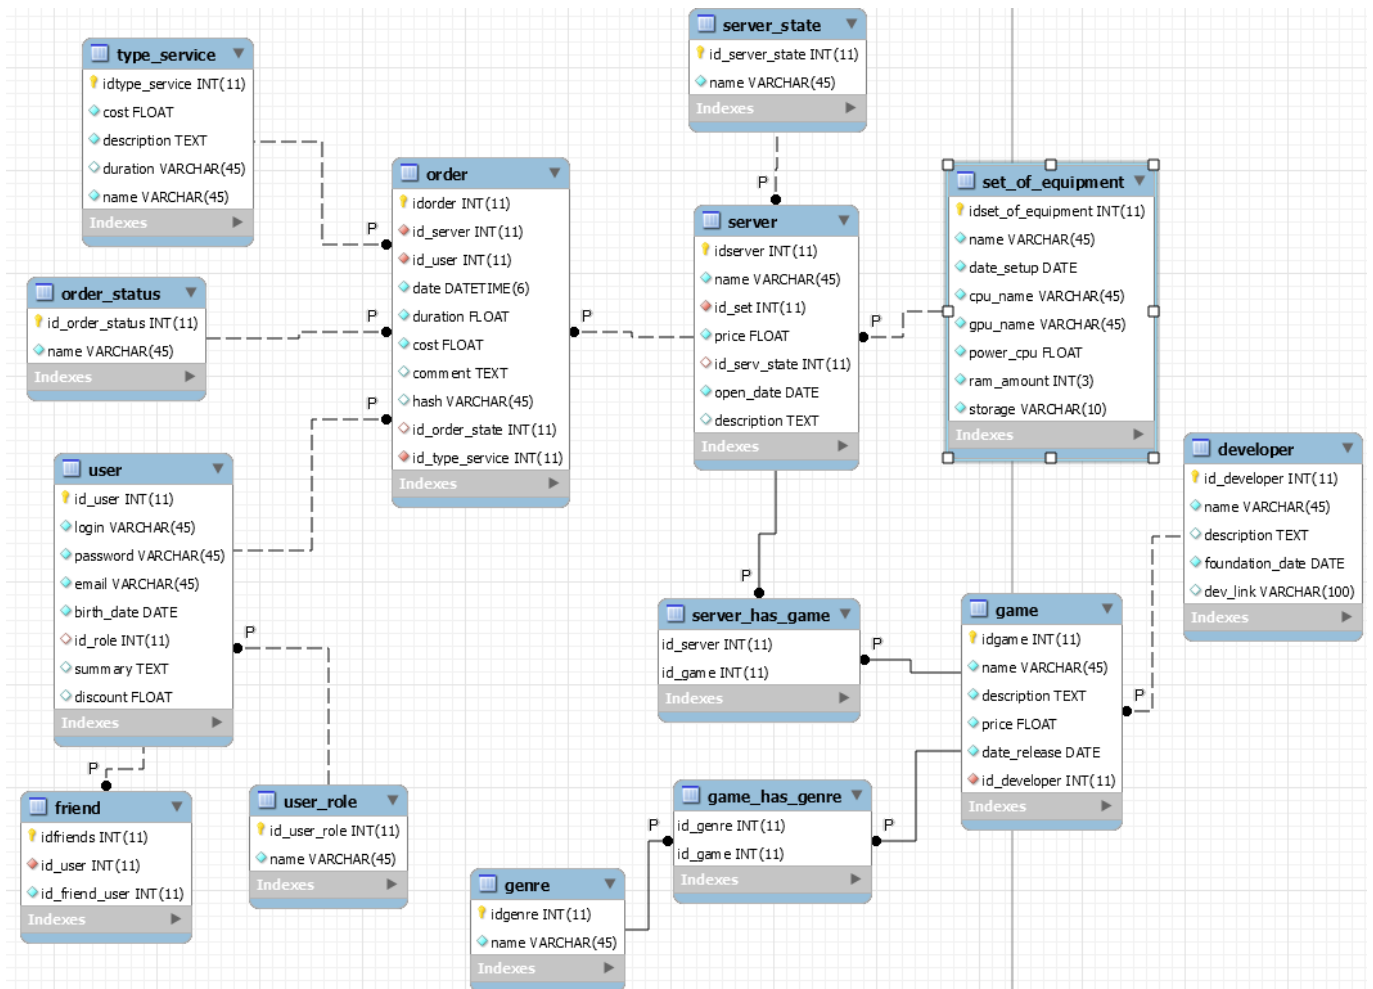 type_service
idtype_service INT(11)
cost FLOAT
description TEXT
duration VARCHAR(45)
name VARCHAR(45)
Indexes
server_state
id_server_state INT(11)
name VARCHAR(45)
Indexes
order
idorder INT(11)
id_server INT(11)
id_user INT(11)
date DATETIME(6)
duration FLOAT
cost FLOAT
comment TEXT
hash VARCHAR(45)
id_order_state INT(11)
id_type_service INT(11)
Indexes
server
idserver INT(11)
name VARCHAR(45)
id_set INT(11)
price FLOAT
id_serv_state INT(11)
open_date DATE
description TEXT
Indexes
set_of_equipment
idset_of_equipment INT(11)
name VARCHAR(45)
date_setup DATE
cpu_name VARCHAR(45)
gpu_name VARCHAR(45)
power_cpu FLOAT
ram_amount INT(3)
storage VARCHAR(10)
Indexes
order_status
id_order_status INT(11)
name VARCHAR(45)
Indexes
user
id_user INT(11)
login VARCHAR(45)
password VARCHAR(45)
email VARCHAR(45)
birth_date DATE
id_role INT(11)
summary TEXT
discount FLOAT
Indexes
developer
id_developer INT(11)
name VARCHAR(45)
description TEXT
foundation_date DATE
dev_link VARCHAR(100)
Indexes
server_has_game
id_server INT(11)
id_game INT(11)
Indexes
game
idgame INT(11)
name VARCHAR(45)
description TEXT
price FLOAT
date_release DATE
id_developer INT(11)
Indexes
friend
idfriends INT(11)
id_user INT(11)
id_friend_user INT(11)
Indexes
user_role
id_user_role INT(11)
name VARCHAR(45)
Indexes
game_has_genre
id_genre INT(11)
id_game INT(11)
Indexes
genre
idgenre INT(11)
name VARCHAR(45)
Indexes
P
P
P
P
P
P
P
P
P
P
P
P